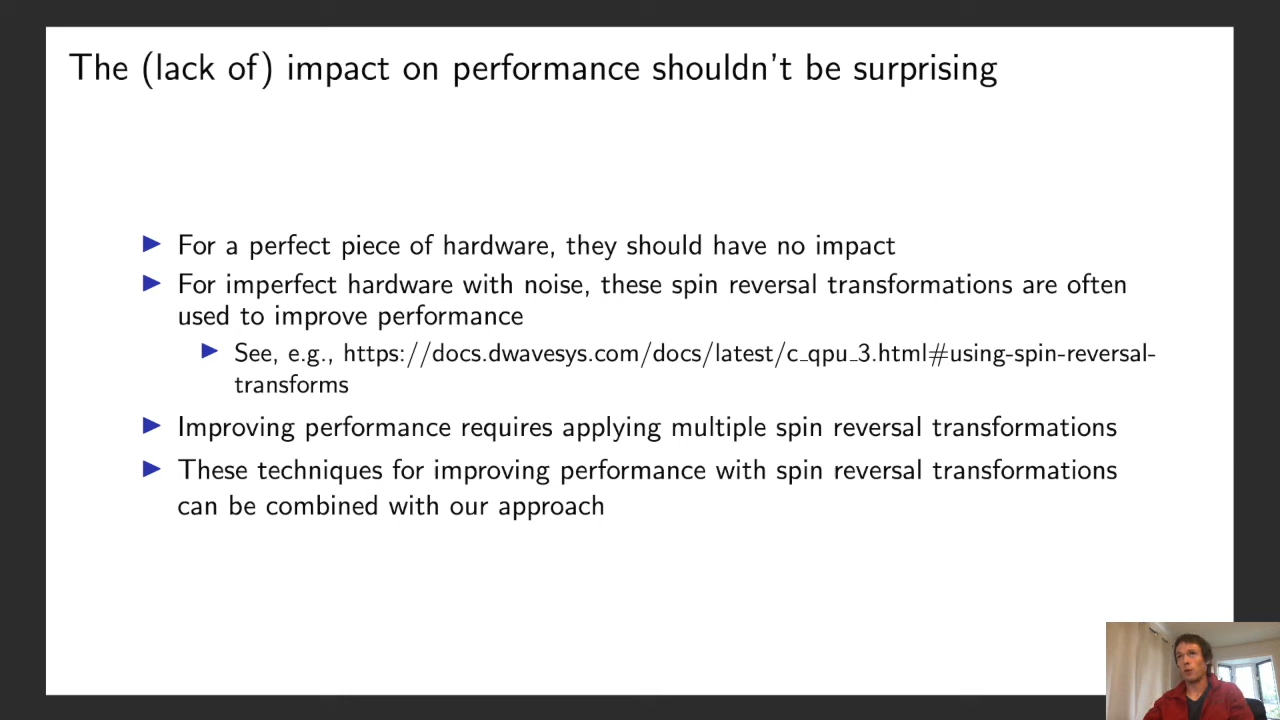 The (lack of) impact on performance shouldn't be surprising
For a perfect piece of hardware, they should have no impact
For imperfect hardware with noise, these spin reversal transformations are often
used to improve performance
See, e.g., https://docs.dwavesys.com/docs/latest/c_qpu_3.html#using-spin-reversal-
transforms
Improving performance requires applying multiple spin reversal transformations
These techniques for improving performance with spin reversal transformations
can be combined with our approach